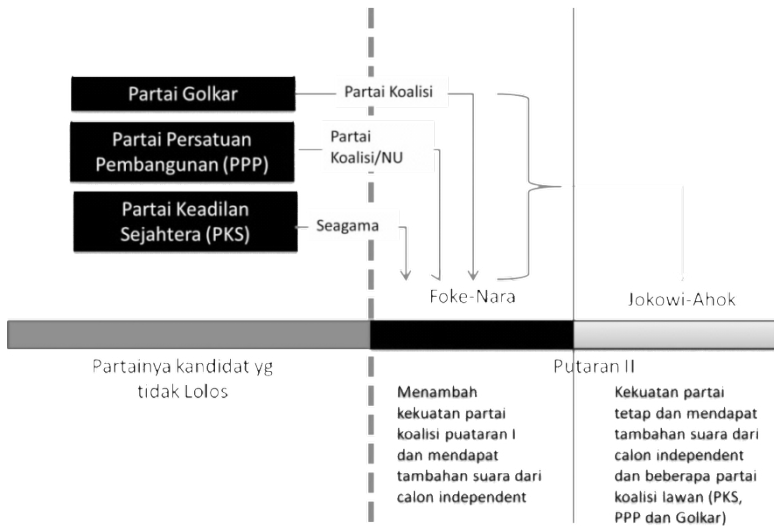 Partai Golkar
Partai Koalisi
Partai Persatuan
Pembangunan (PPP)
Partai
Koalisi/NU
Partai Keadilan
Sejahtera (PKS)
Seagama
Foke-Nara
Jokowi-Ahok
Partainya kandidat yg
tidak Lolos
Putaran II
Menambah
kekuatan partai
koalisi puataran I
dan mendapat
tambahan suara dari
calon independent
Kekuatan partai
tetap dan mendapat
tambahan suara dari
calon independent
dan beberapa partai
koalisi lawan (PKS,
PPP dan Golkar)